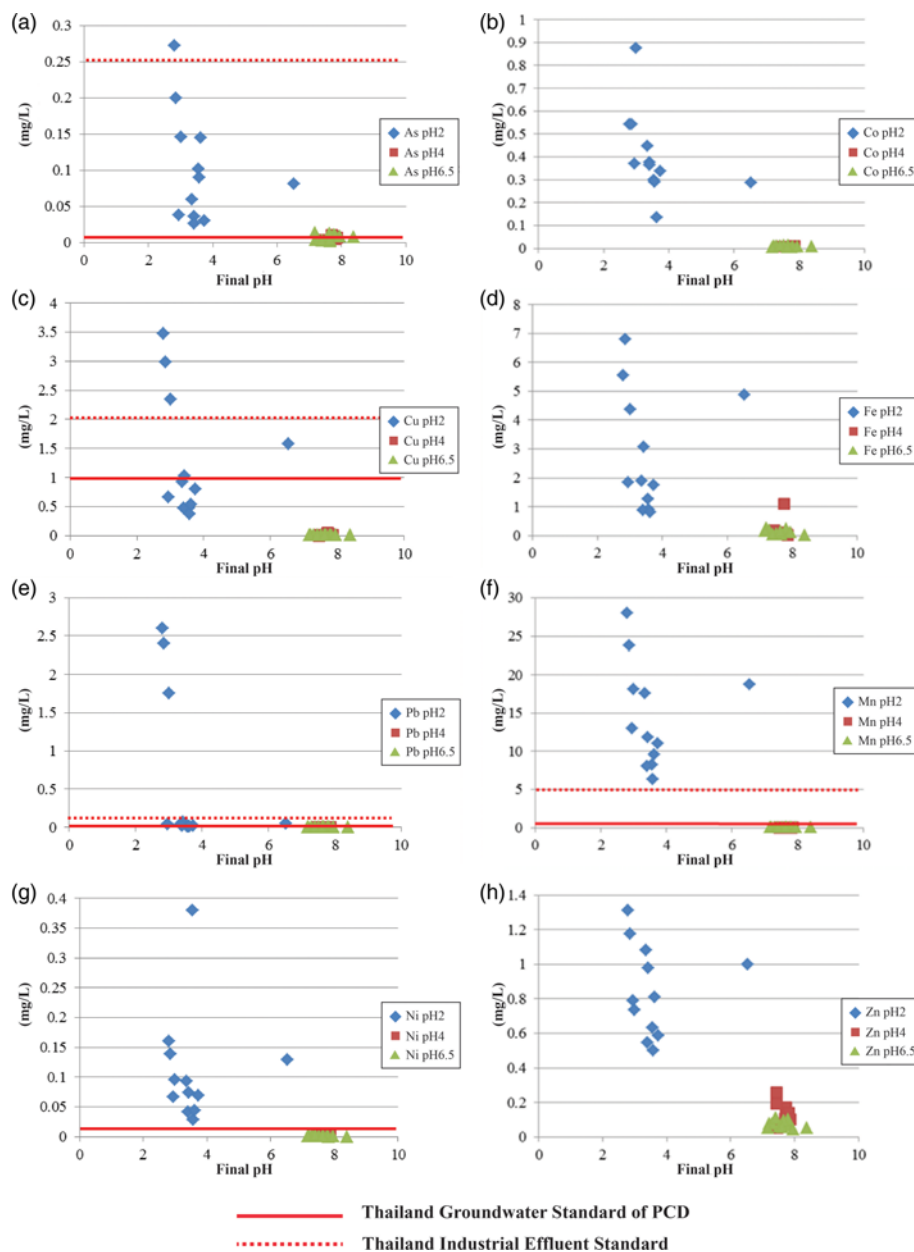 (a)
(mg/L)
0.3
0.25
0.2
0.15
0.1
0.05
0
0 2 4 6 8 10
Final pH
As pH2
As pH4
As pH6.5
(b)
(mg/L)
1
0.9
0.8
0.7
0.6
0.5
0.4
0.3
0.2
0.1
0
0 2 4 6 8 10
Final pH
Co pH2
Co pH4
Co pH6.5
(c)
(mg/L)
4
3.5
3
2.5
2
1.5
1
0.5
0
0 2 4 6 8 10
Final pH
Cu pH2
Cu pH4
Cu pH6.5
(d)
(mg/L)
8
7
6
5
4
3
2
1
0
0 2 4 6 8 10
Final pH
Fe pH2
Fe pH4
Fe pH6.5
(e)
(mg/L)
3
2.5
2
1.5
1
0.5
0
0 2 4 6 8 10
Final pH
Pb pH2
Pb pH4
Pb pH6.5
(f)
(mg/L)
30
25
20
15
10
5
0
0 2 4 6 8 10
Final pH
Mn pH2
Mn pH4
Mn pH6.5
(g)
(mg/L)
0.4
0.35
0.3
0.25
0.2
0.15
0.1
0.05
0
0 2 4 6 8 10
Final pH
Ni pH2
Ni pH4
Ni pH6.5
(h)
(mg/L)
1.4
1.2
1
0.8
0.6
0.4
0.2
0
0 2 4 6 8 10
Final pH
Zn pH2
Zn pH4
Zn pH6.5
Thailand Groundwater Standard of PCD
Thailand Industrial Effluent Standard